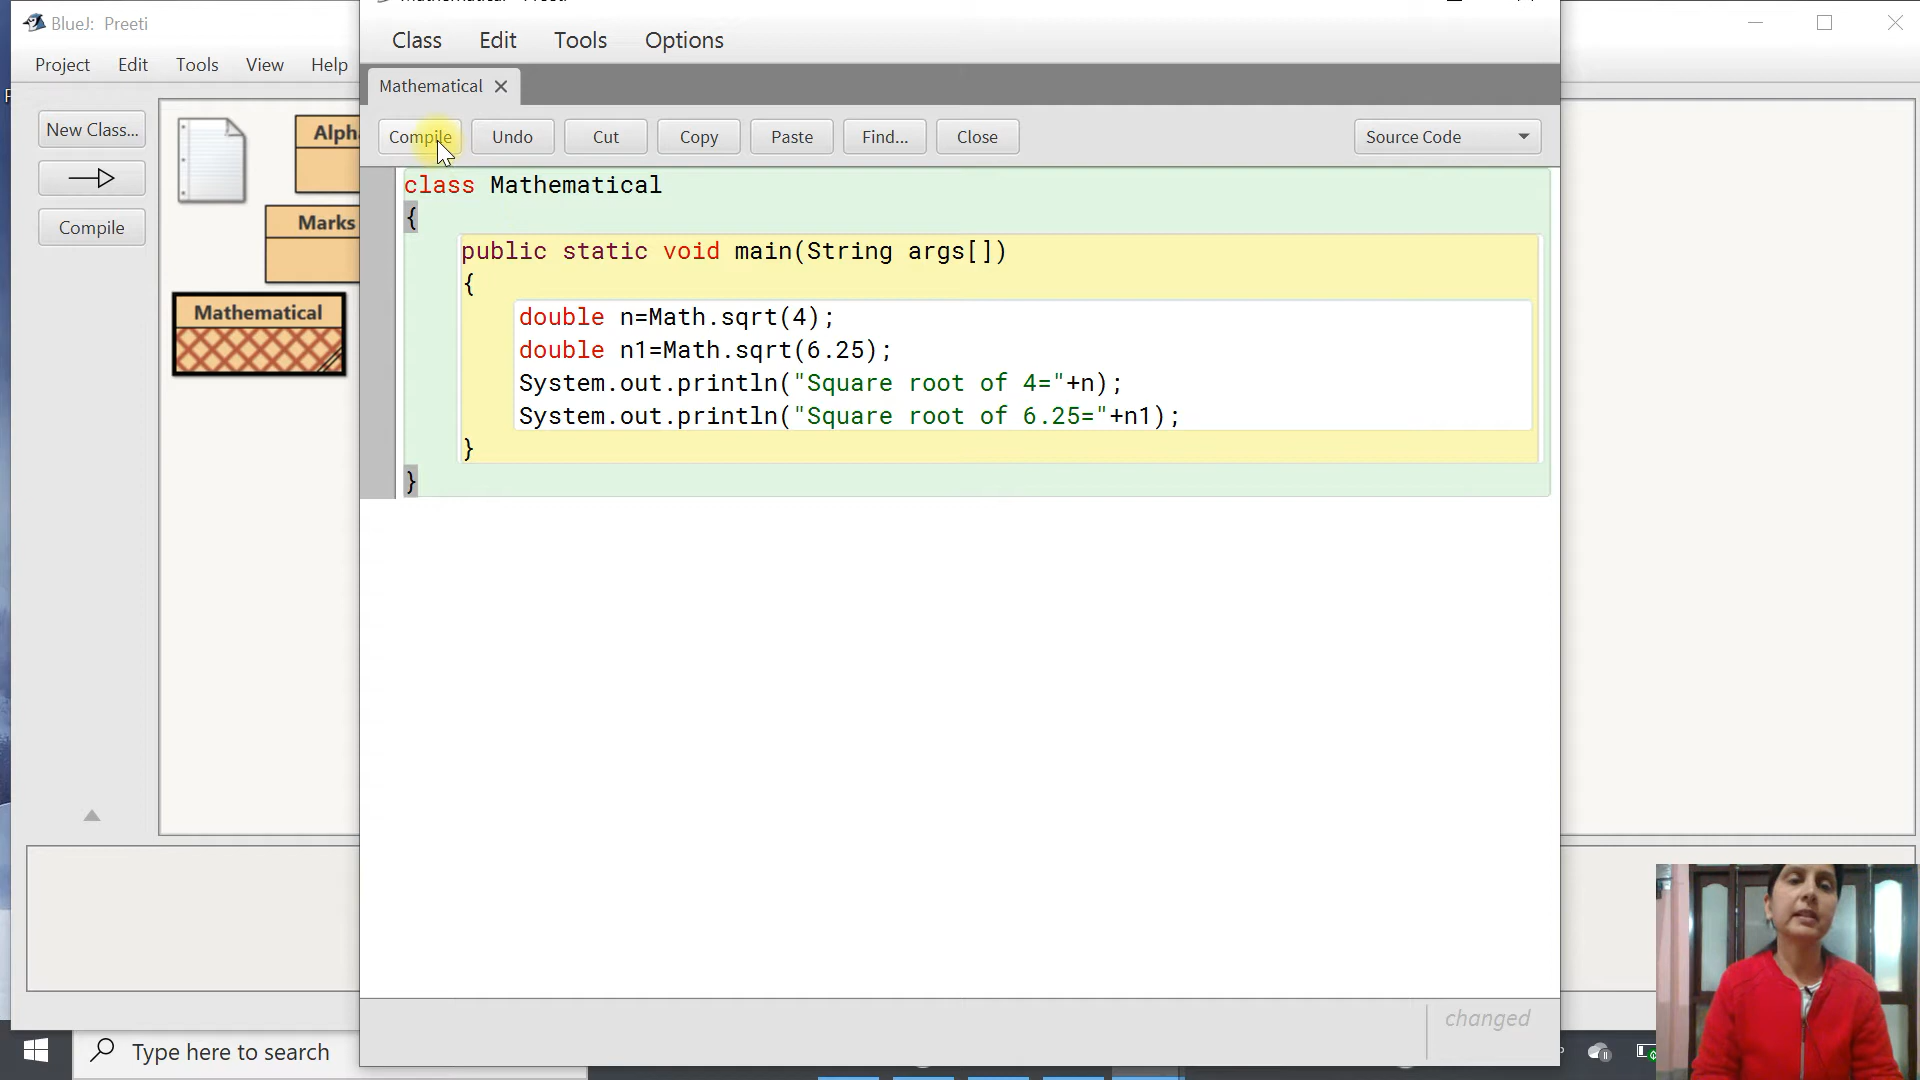 BlueJ: Preeti
Project Edit Tools View Help
New Class...
Compile
Alph
Marks
Mathematical
Class Edit Tools Options
Mathematical
Compile Undo Cut Copy Paste Find... Close Source Code
class Mathematical
{
public static void main(String args[])
{
double n=Math.sqrt(4);
double n1=Math.sqrt(6.25);
System.out.println("Square root of 4="+n);
System.out.println("Square root of 6.25="+n1);
}
}
changed
Type here to search